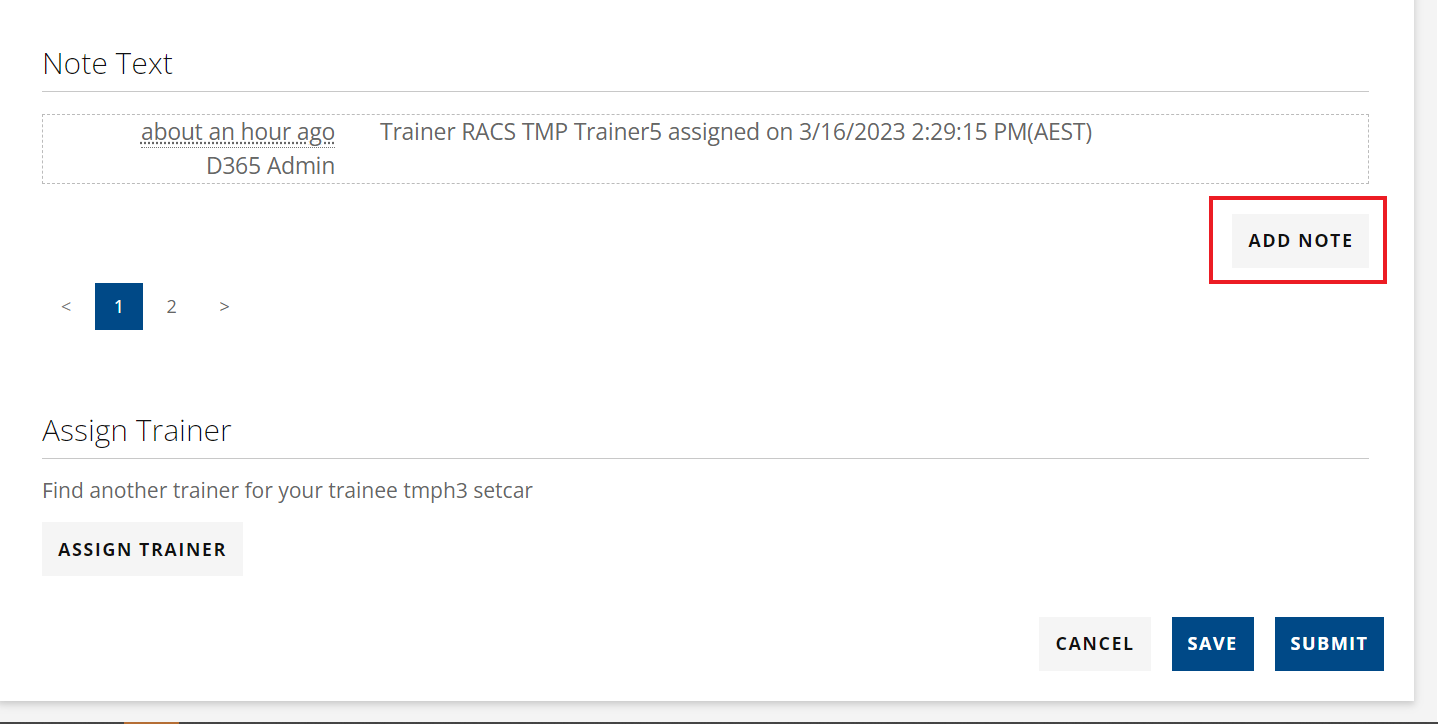 Note Text
about an hour ago Trainer RACS TMP Trainer5 assigned on 3/16/2023 2:29:15 PM(AEST)
D365 Admin
ADD NOTE
< 1 2 >
Assign Trainer
Find another trainer for your trainee tmph3 setcar
ASSIGN TRAINER
CANCEL SAVE SUBMIT